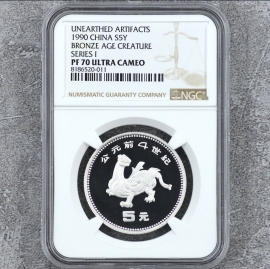 UNEARTHED ARTIFACTS
1990 CHINA S5Y
BRONZE AGE CREATURE
SERIES I
PF 70 ULTRA CAMEO
8186520-011
NUMISMATIC GUARANTY COMPANY
NGC
公元前4世紀
5元